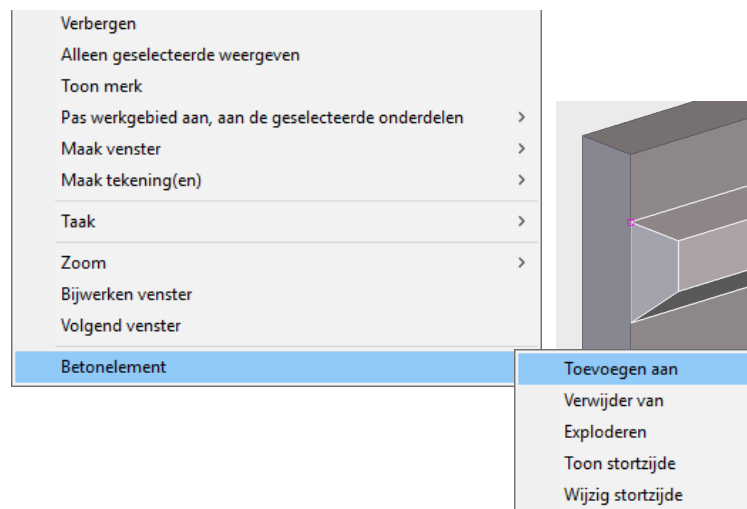 Verbergen
Alleen geselecteerde weergeven
Toon merk
Pas werkgebied aan, aan de geselecteerde onderdelen
Maak venster
Maak tekening(en)
Taak
Zoom
Bijwerken venster
Volgend venster
Betonelement
Toevoegen aan
Verwijder van
Exploderen
Toon stortzijde
Wijzig stortzijde